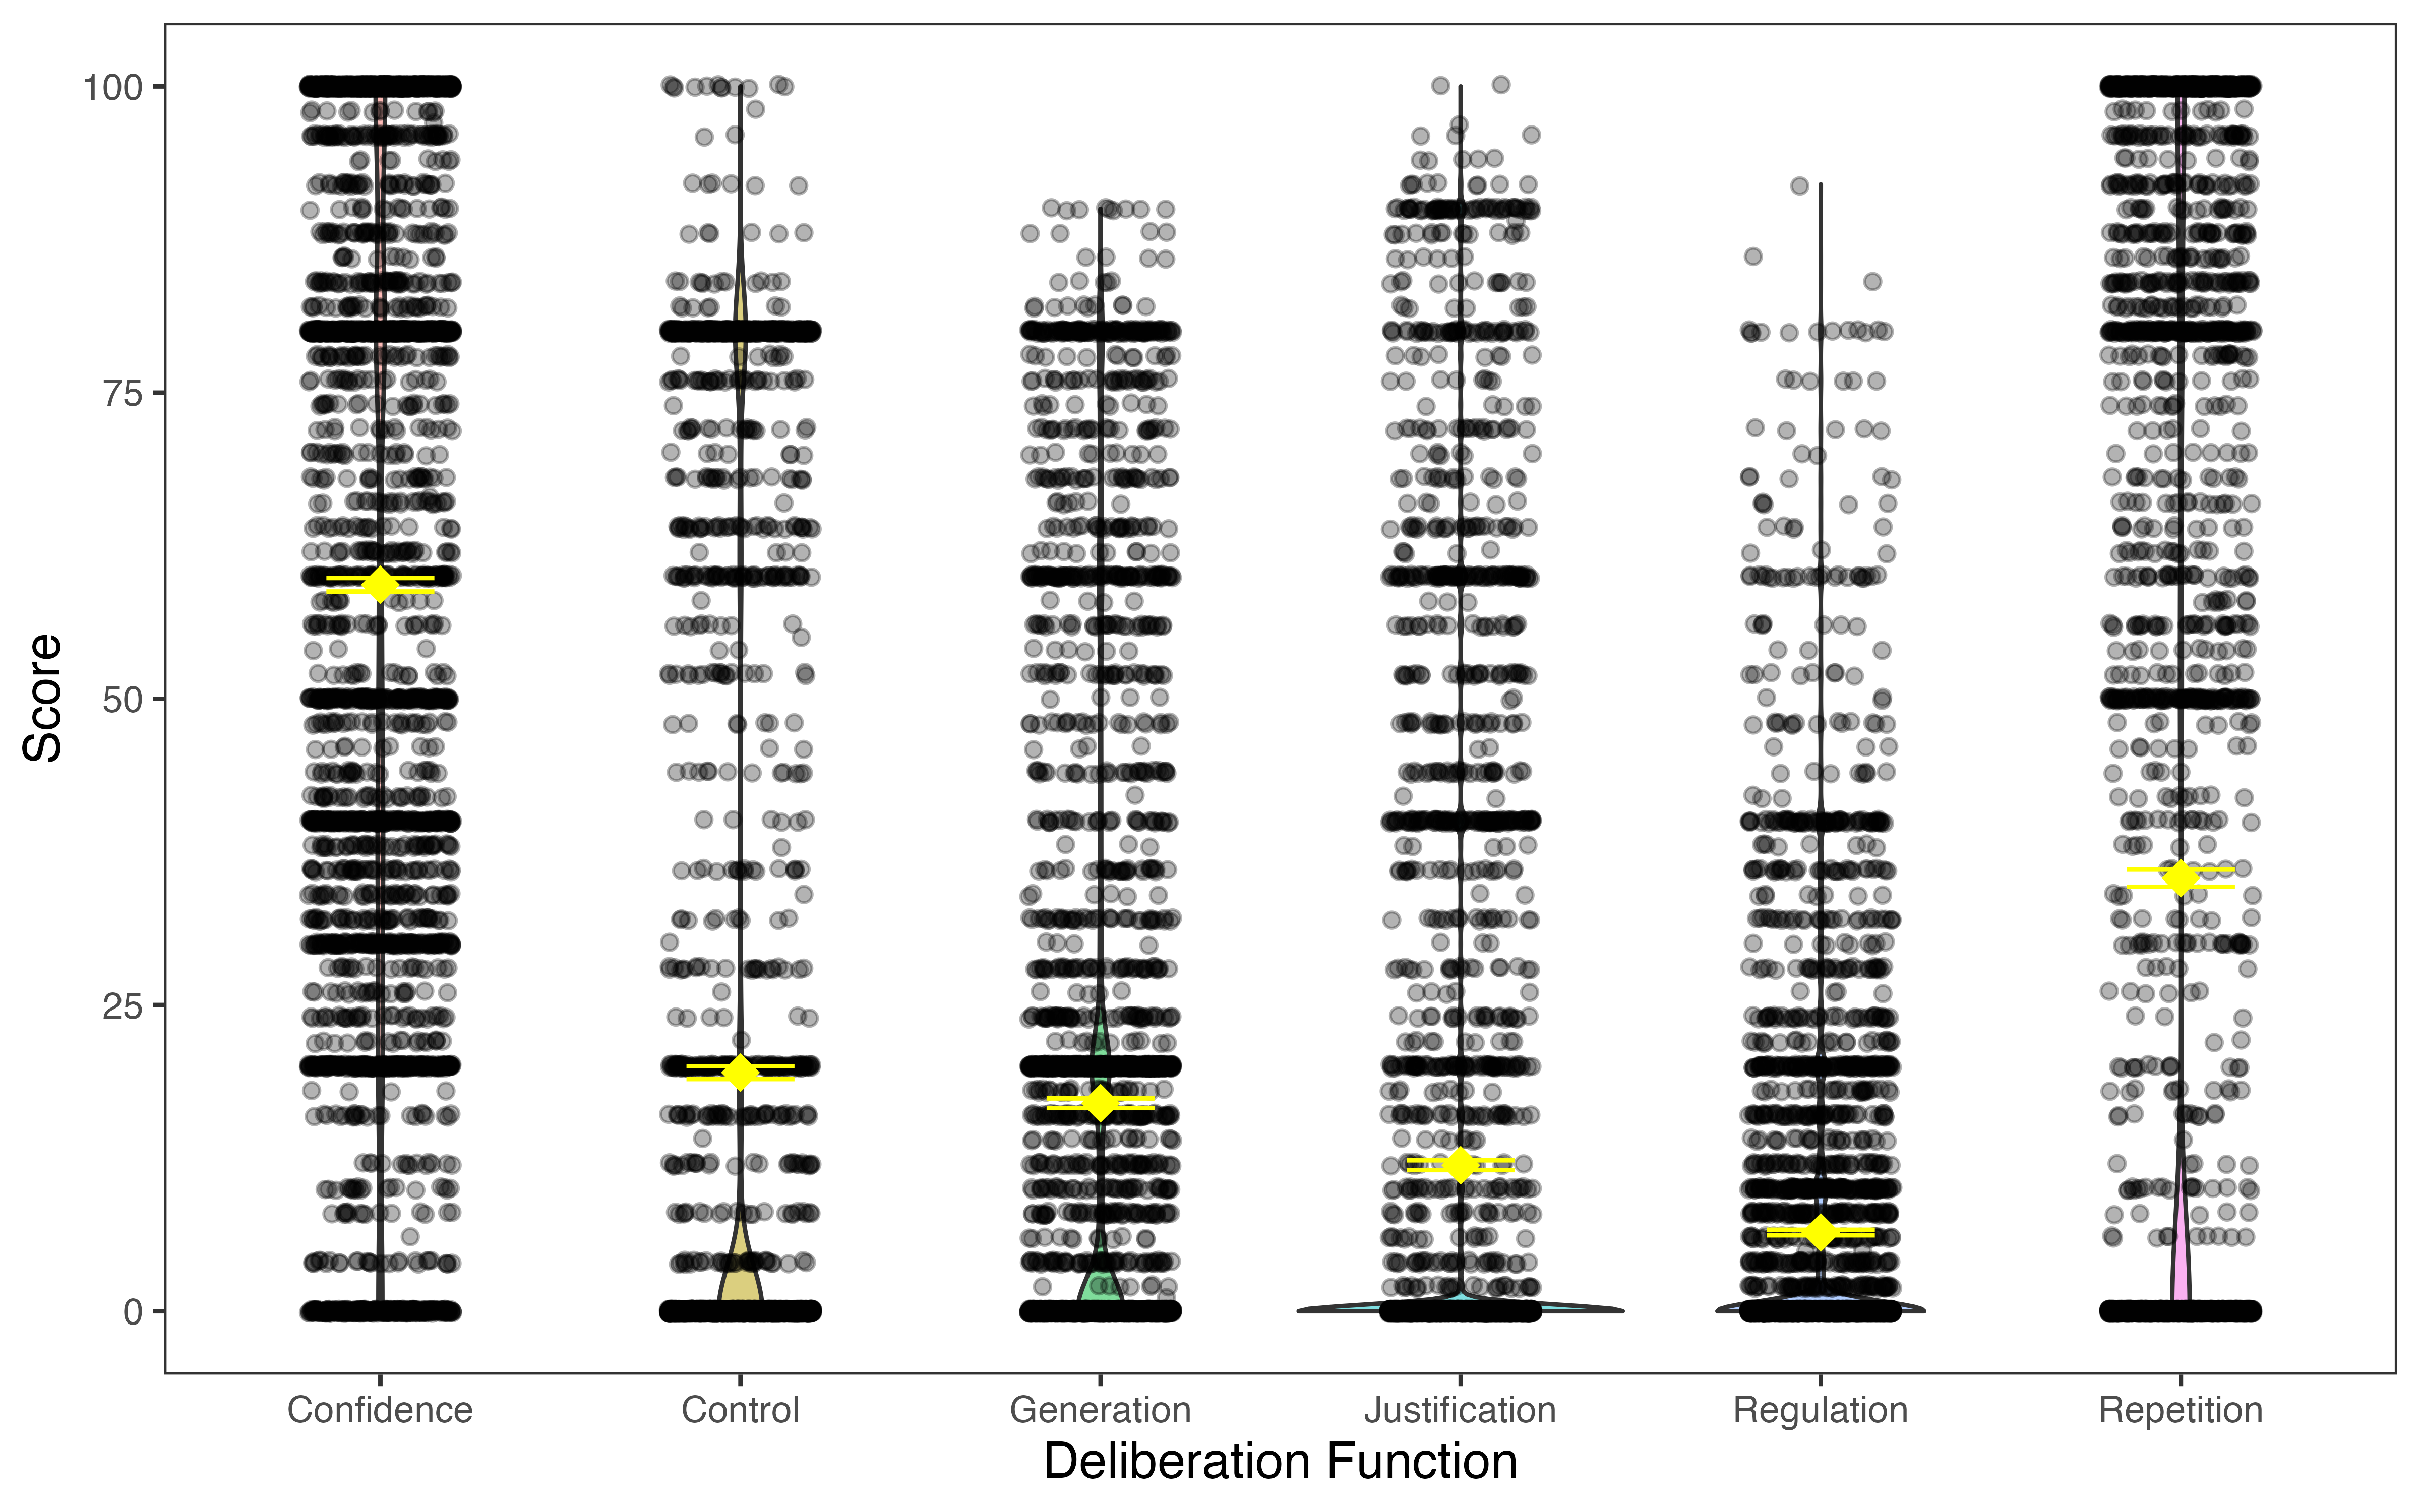 Score
100
75
50
25
0
Confidence Control Generation Justification Regulation Repetition
Deliberation Function